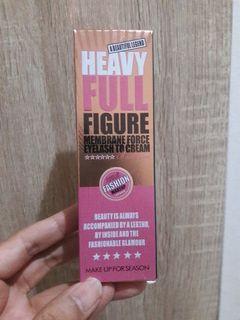 A BEAUTIFUL LEGEND
HEAVY
FULL
FIGURE
MEMBRANE FORCE
EYELASH TO CREAM
FASHION
BEAUTY IS ALWAYS
ACCOMPANIED BY A LEGTND,
BY INSIDE AND THE
FASHIONABLE GLAMOUR
MAKE UP FOR SEASON